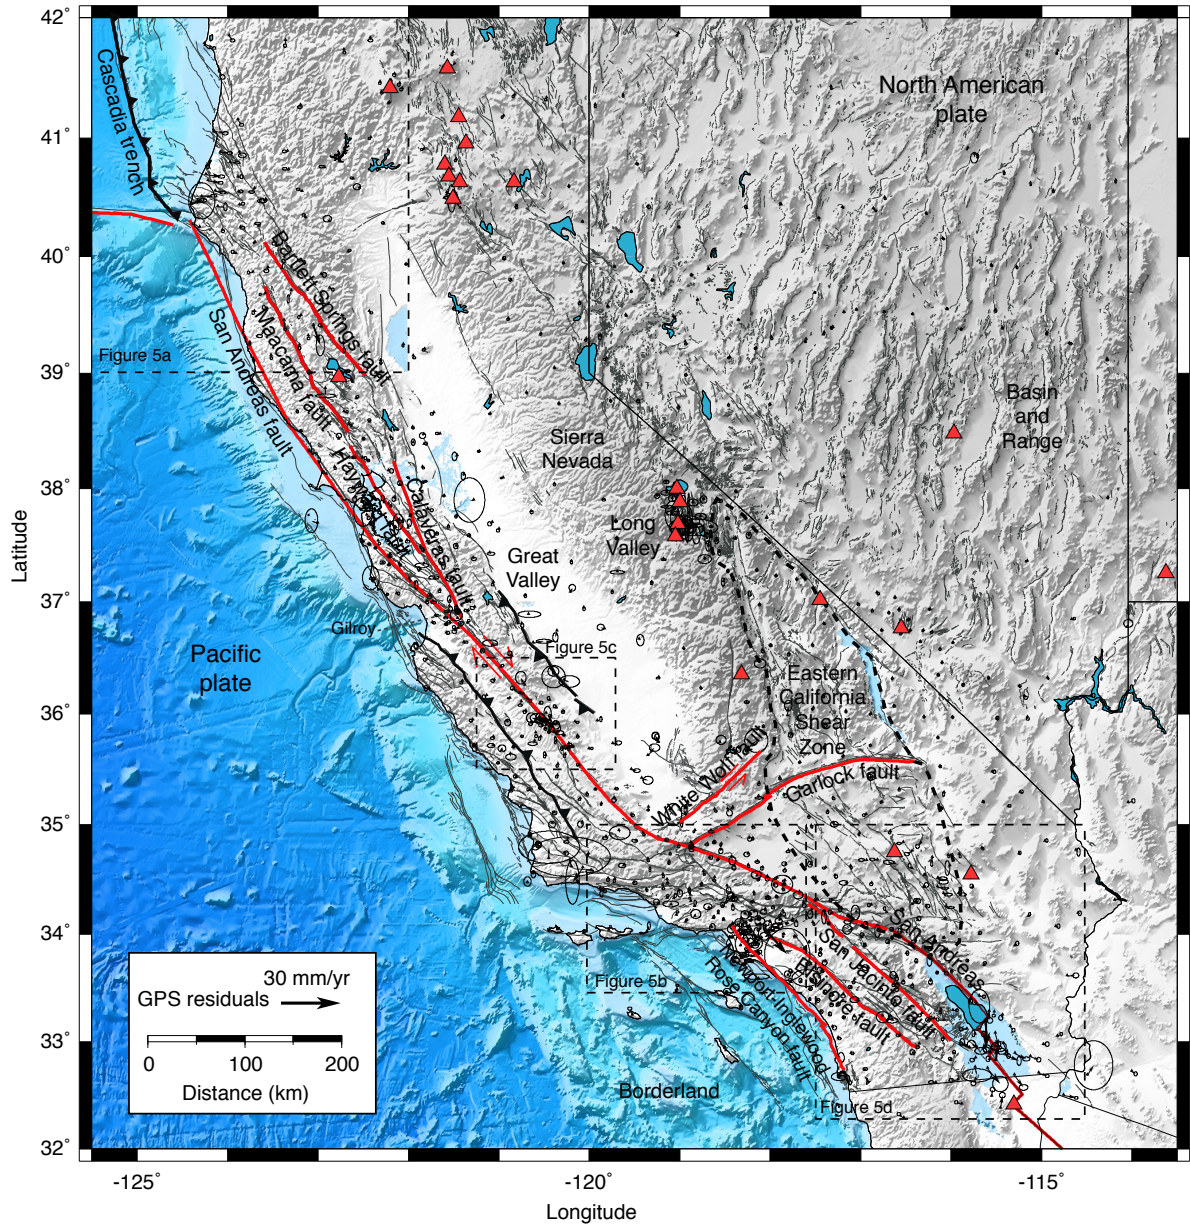 42°
41°
40°
39°
38°
37°
36°
35°
34°
33°
32°
Latitude
-125°
-120°
-115°
Longitude
Cascadia trench
North American
plate
Bartlett Springs fault
Maacama fault
San Andreas fault
Figure 5a
Basin
and
Range
Sierra
Nevada
Hayward fault
Calaveras fault
Long
Valley
Great
Valley
Gilroy
Figure 5c
Pacific
plate
Eastern
California
Shear
Zone
White Wolf fault
Garlock fault
San Andreas
San Jacinto fault
Elsinore fault
Newport-Inglewood
Rose Canyon fault
Figure 5b
Figure 5d
Borderland
30 mm/yr
GPS residuals
0
100
200
Distance (km)